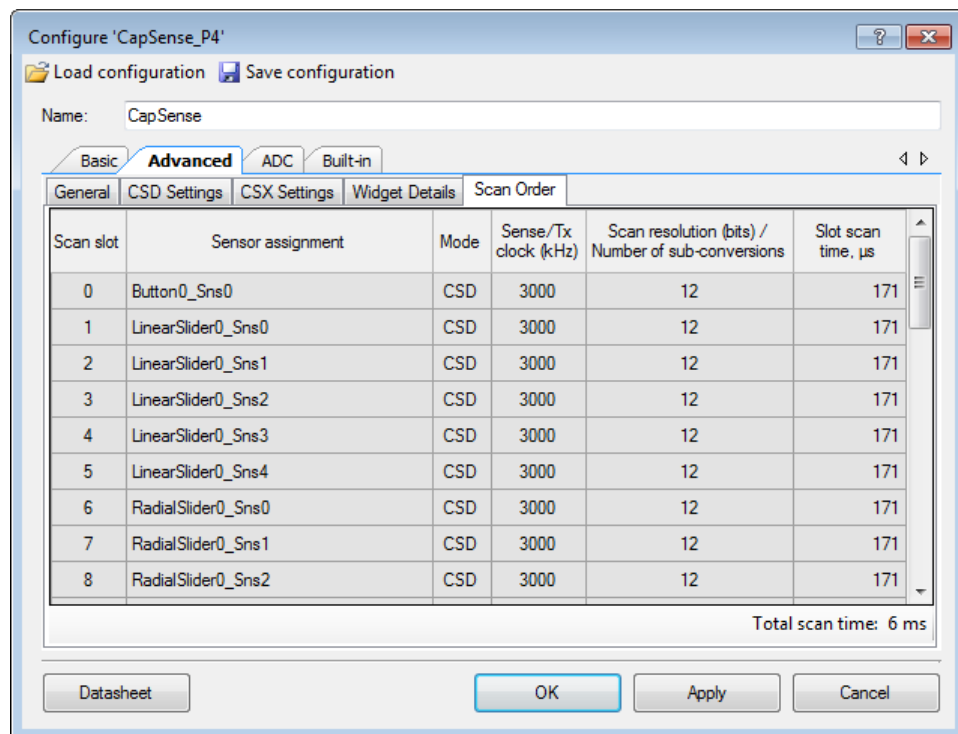 Configure 'CapSense_P4'
Load configuration Save configuration
Name: CapSense
Basic Advanced ADC Built-in
General CSD Settings CSX Settings Widget Details Scan Order
Scan slot Sensor assignment Mode Sense/Tx clock (kHz) Scan resolution (bits) / Number of sub-conversions Slot scan time, µs
0 Button0_Sns0 CSD 3000 12 171
1 LinearSlider0_Sns0 CSD 3000 12 171
2 LinearSlider0_Sns1 CSD 3000 12 171
3 LinearSlider0_Sns2 CSD 3000 12 171
4 LinearSlider0_Sns3 CSD 3000 12 171
5 LinearSlider0_Sns4 CSD 3000 12 171
6 RadialSlider0_Sns0 CSD 3000 12 171
7 RadialSlider0_Sns1 CSD 3000 12 171
8 RadialSlider0_Sns2 CSD 3000 12 171
Total scan time: 6 ms
Datasheet OK Apply Cancel